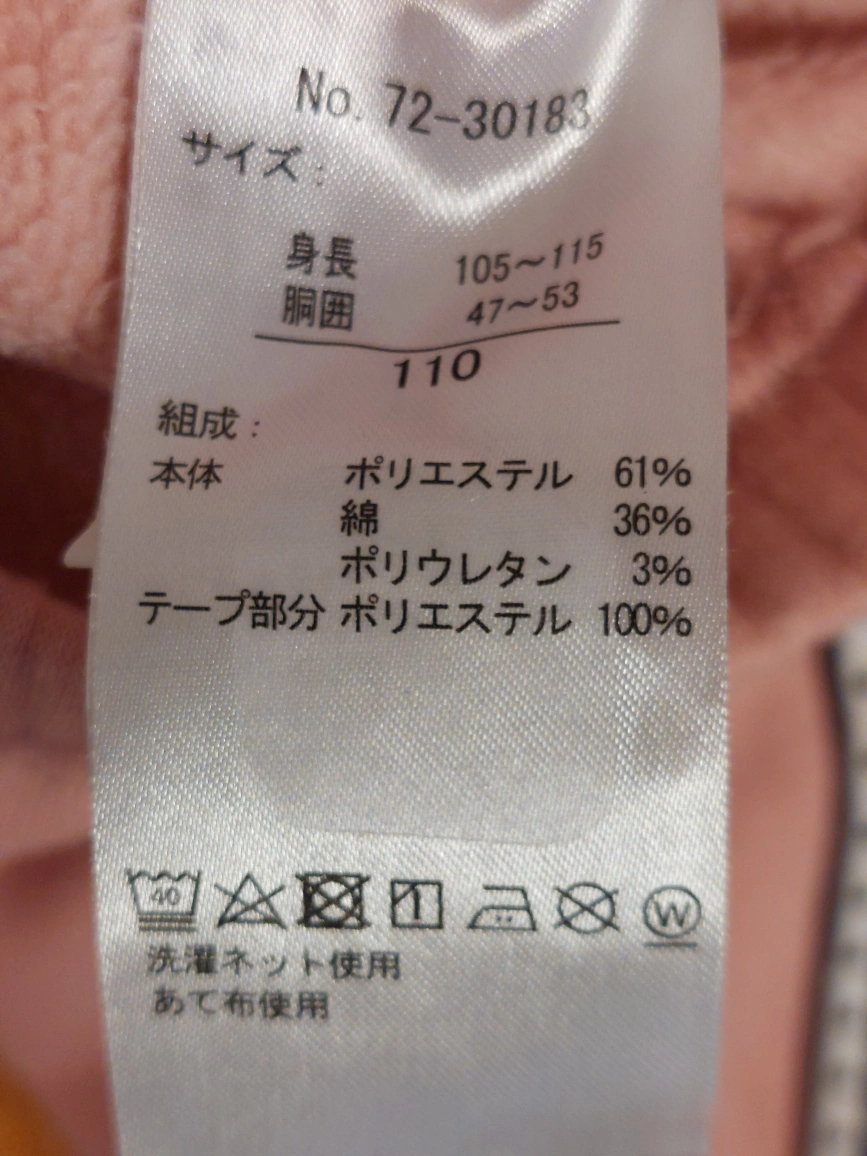 No. 72-30183
サイズ:
身長 105～115
胴囲 47～53
110
組成:
本体 ポリエステル 61%
綿 36%
ポリウレタン 3%
テープ部分 ポリエステル 100%
40 W
洗濯ネット使用
あて布使用